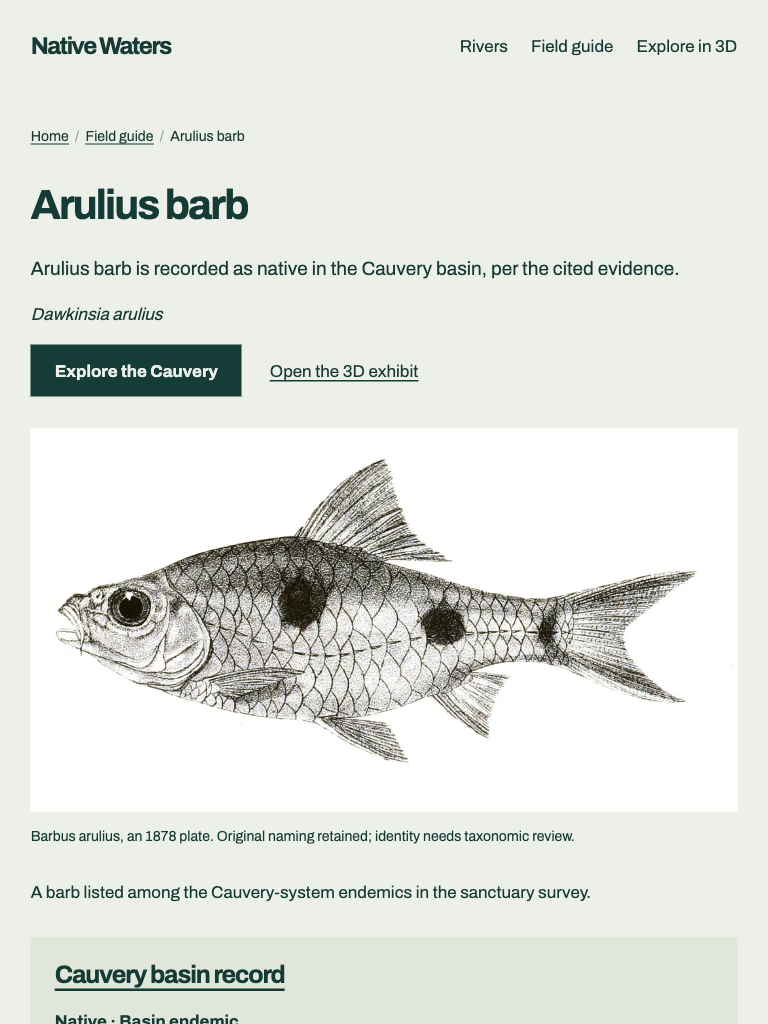 Native Waters
Rivers Field guide Explore in 3D
Home / Field guide / Arulius barb
Arulius barb
Arulius barb is recorded as native in the Cauvery basin, per the cited evidence.
Dawkinsia arulius
Explore the Cauvery Open the 3D exhibit
Barbus arulius, an 1878 plate. Original naming retained; identity needs taxonomic review.
A barb listed among the Cauvery-system endemics in the sanctuary survey.
Cauvery basin record
Native · Basin endemic